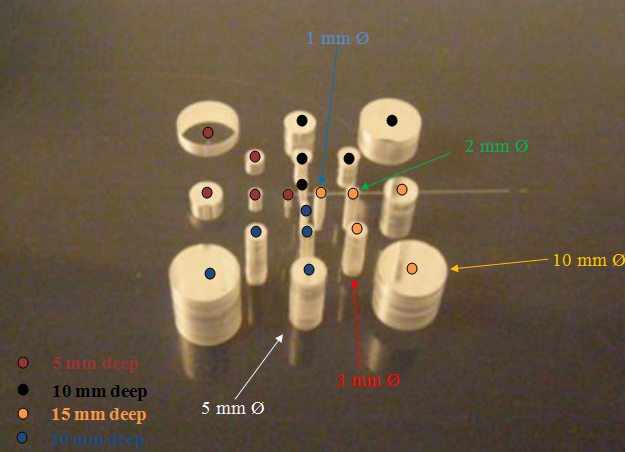 1 mm Ø
2 mm Ø
10 mm Ø
3 mm Ø
5 mm Ø
5 mm deep
10 mm deep
15 mm deep
20 mm deep